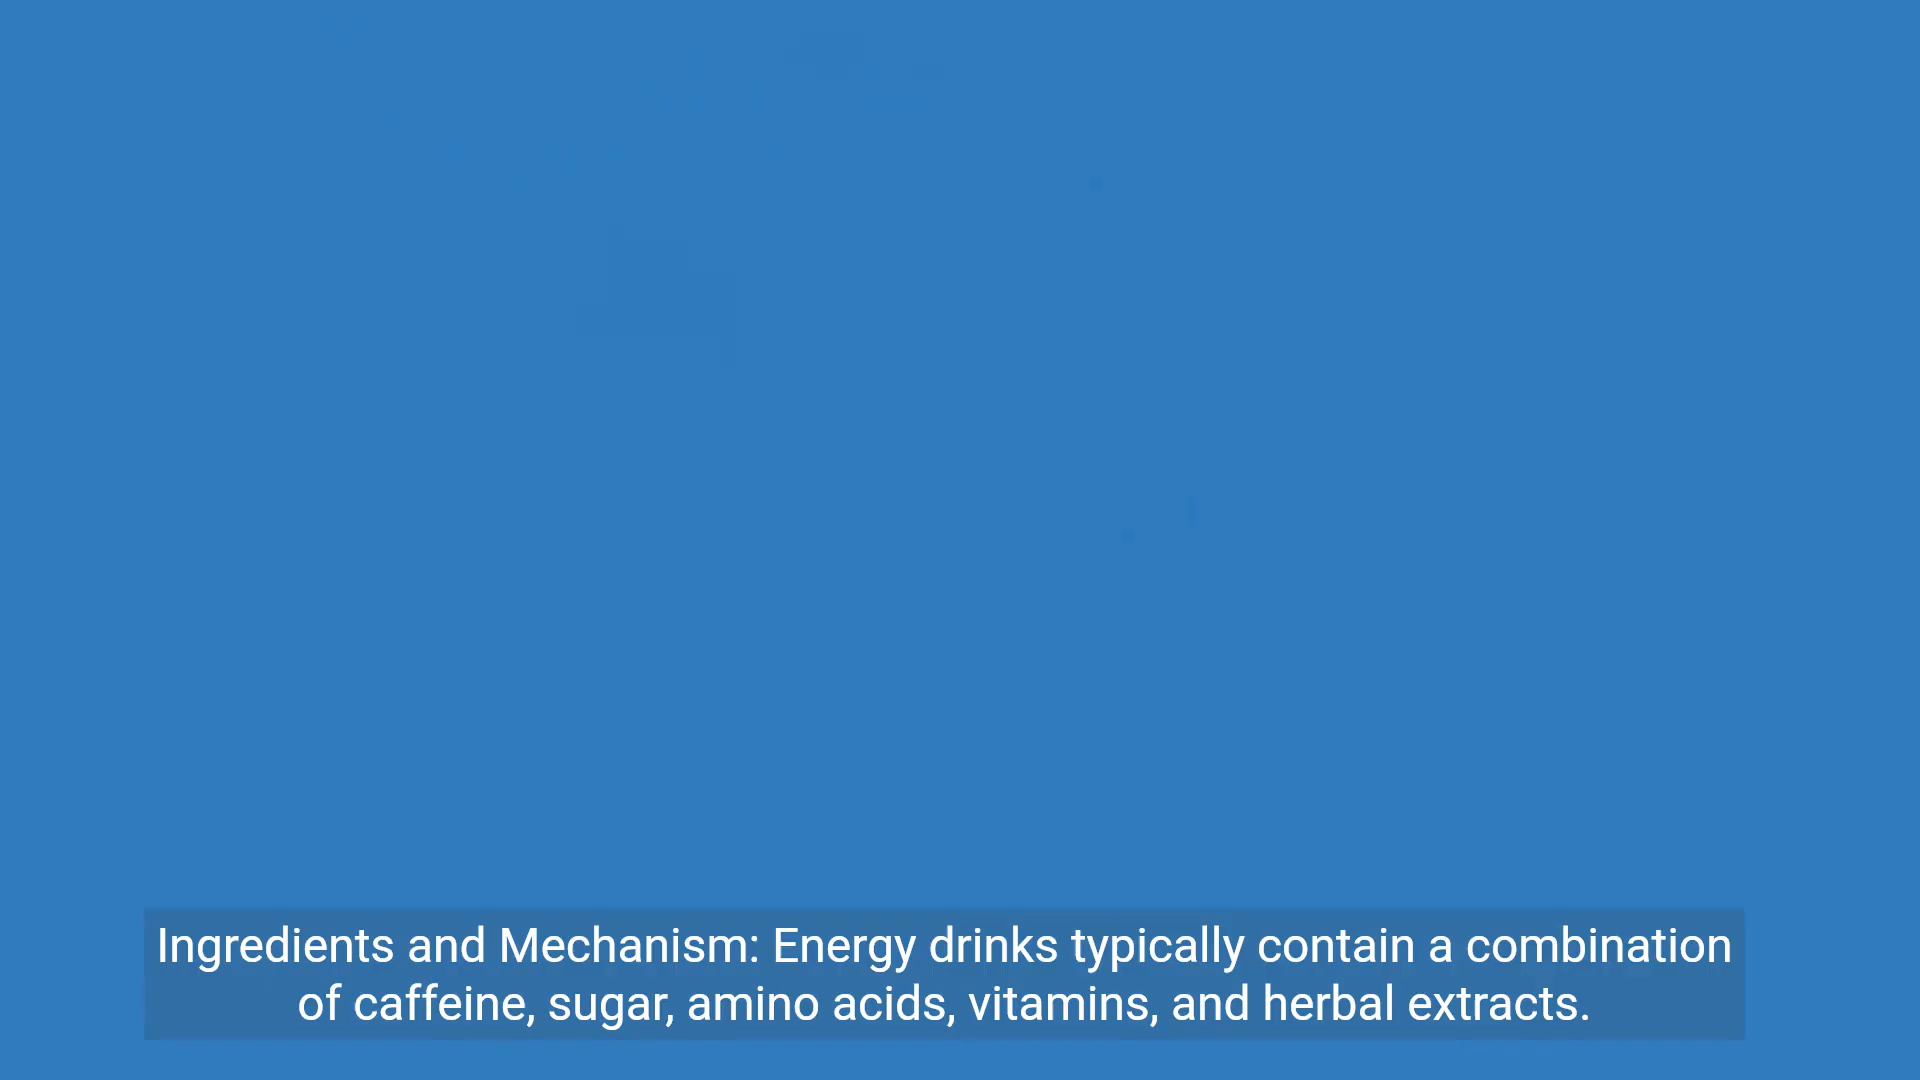 Ingredients and Mechanism: Energy drinks typically contain a combination
of caffeine, sugar, amino acids, vitamins, and herbal extracts.